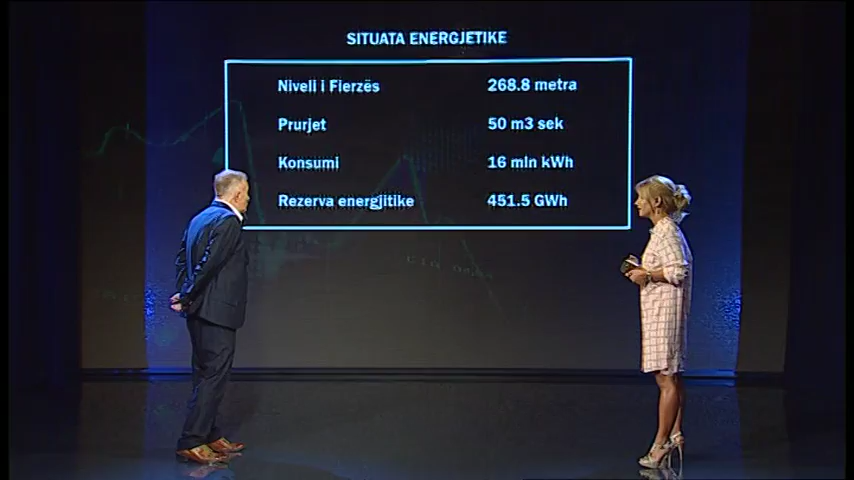 SITUATA ENERGJETIKE
Niveli i Fierzës 268.8 metra
Prurjet 50 m3 sek
Konsumi 16 mln kWh
Rezerva energjitike 451.5 GWh